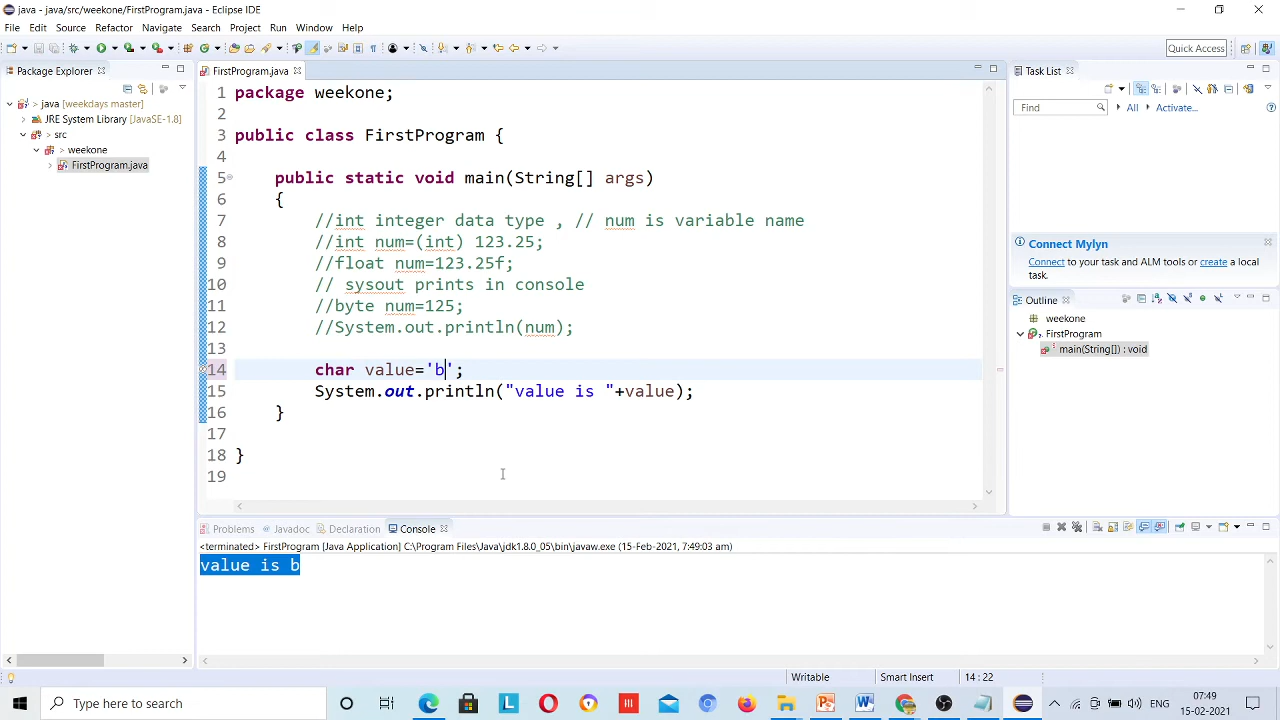 java - java/src/weekone/FirstProgram.java - Eclipse IDE
File Edit Source Refactor Navigate Search Project Run Window Help
Quick Access
Package Explorer
FirstProgram.java
Task List
> java [weekdays master]
JRE System Library [JavaSE-1.8]
> src
> weekone
> FirstProgram.java
1 package weekone;
2
3 public class FirstProgram {
4
5 public static void main(String[] args)
6 {
7 //int integer data type , // num is variable name
8 //int num=(int) 123.25;
9 //float num=123.25f;
10 // sysout prints in console
11 //byte num=125;
12 //System.out.println(num);
13
14 char value='b';
15 System.out.println("value is "+value);
16 }
17
18 }
19
Find
All
Activate...
Connect Mylyn
Connect to your task and ALM tools or create a local
task.
Outline
weekone
FirstProgram
main(String[]) : void
Problems Javadoc Declaration Console
<terminated> FirstProgram [Java Application] C:\Program Files\Java\jdk1.8.0_05\bin\javaw.exe (15-Feb-2021, 7:49:03 am)
value is b
Writable
Smart Insert
14 : 22
Type here to search
07:49
15-02-2021